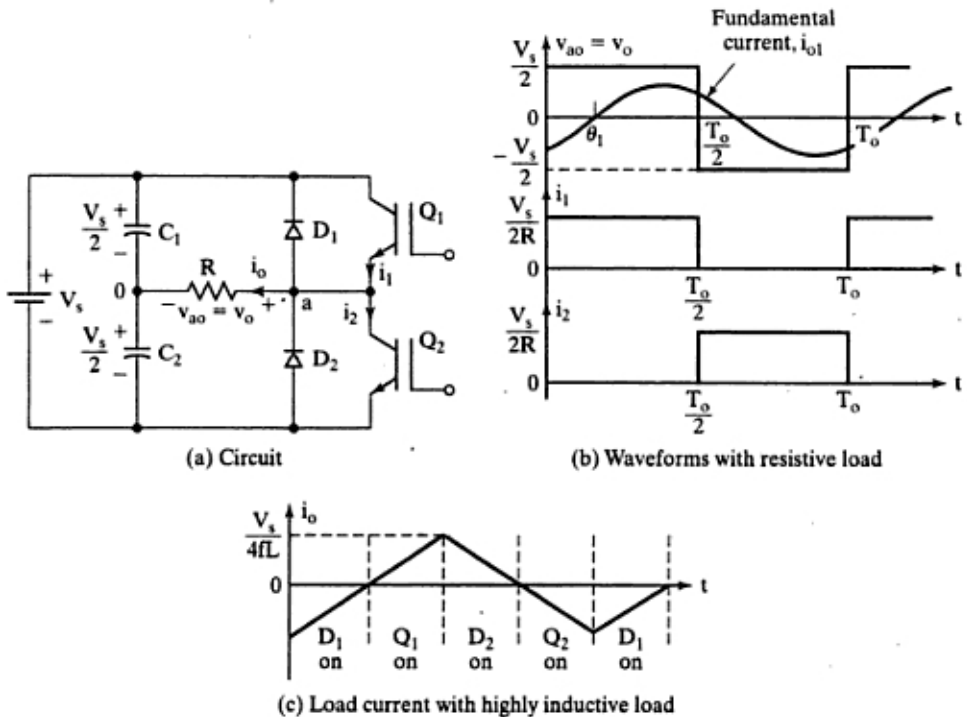 Fundamental
current, i_o1
v_ao = v_o
V_s/2
0
-V_s/2
θ_1
T_o/2
T_o
t
i_1
V_s/2R
0
T_o/2
T_o
t
i_2
V_s/2R
0
T_o/2
T_o
t
(b) Waveforms with resistive load
+
V_s
−
V_s/2
+
−
C_1
0
R
i_o
− v_ao = v_o +
a
V_s/2
+
−
C_2
D_1
D_2
Q_1
i_1
i_2
Q_2
(a) Circuit
V_s/4fL
i_o
0
t
D_1 on
Q_1 on
D_2 on
Q_2 on
D_1 on
(c) Load current with highly inductive load